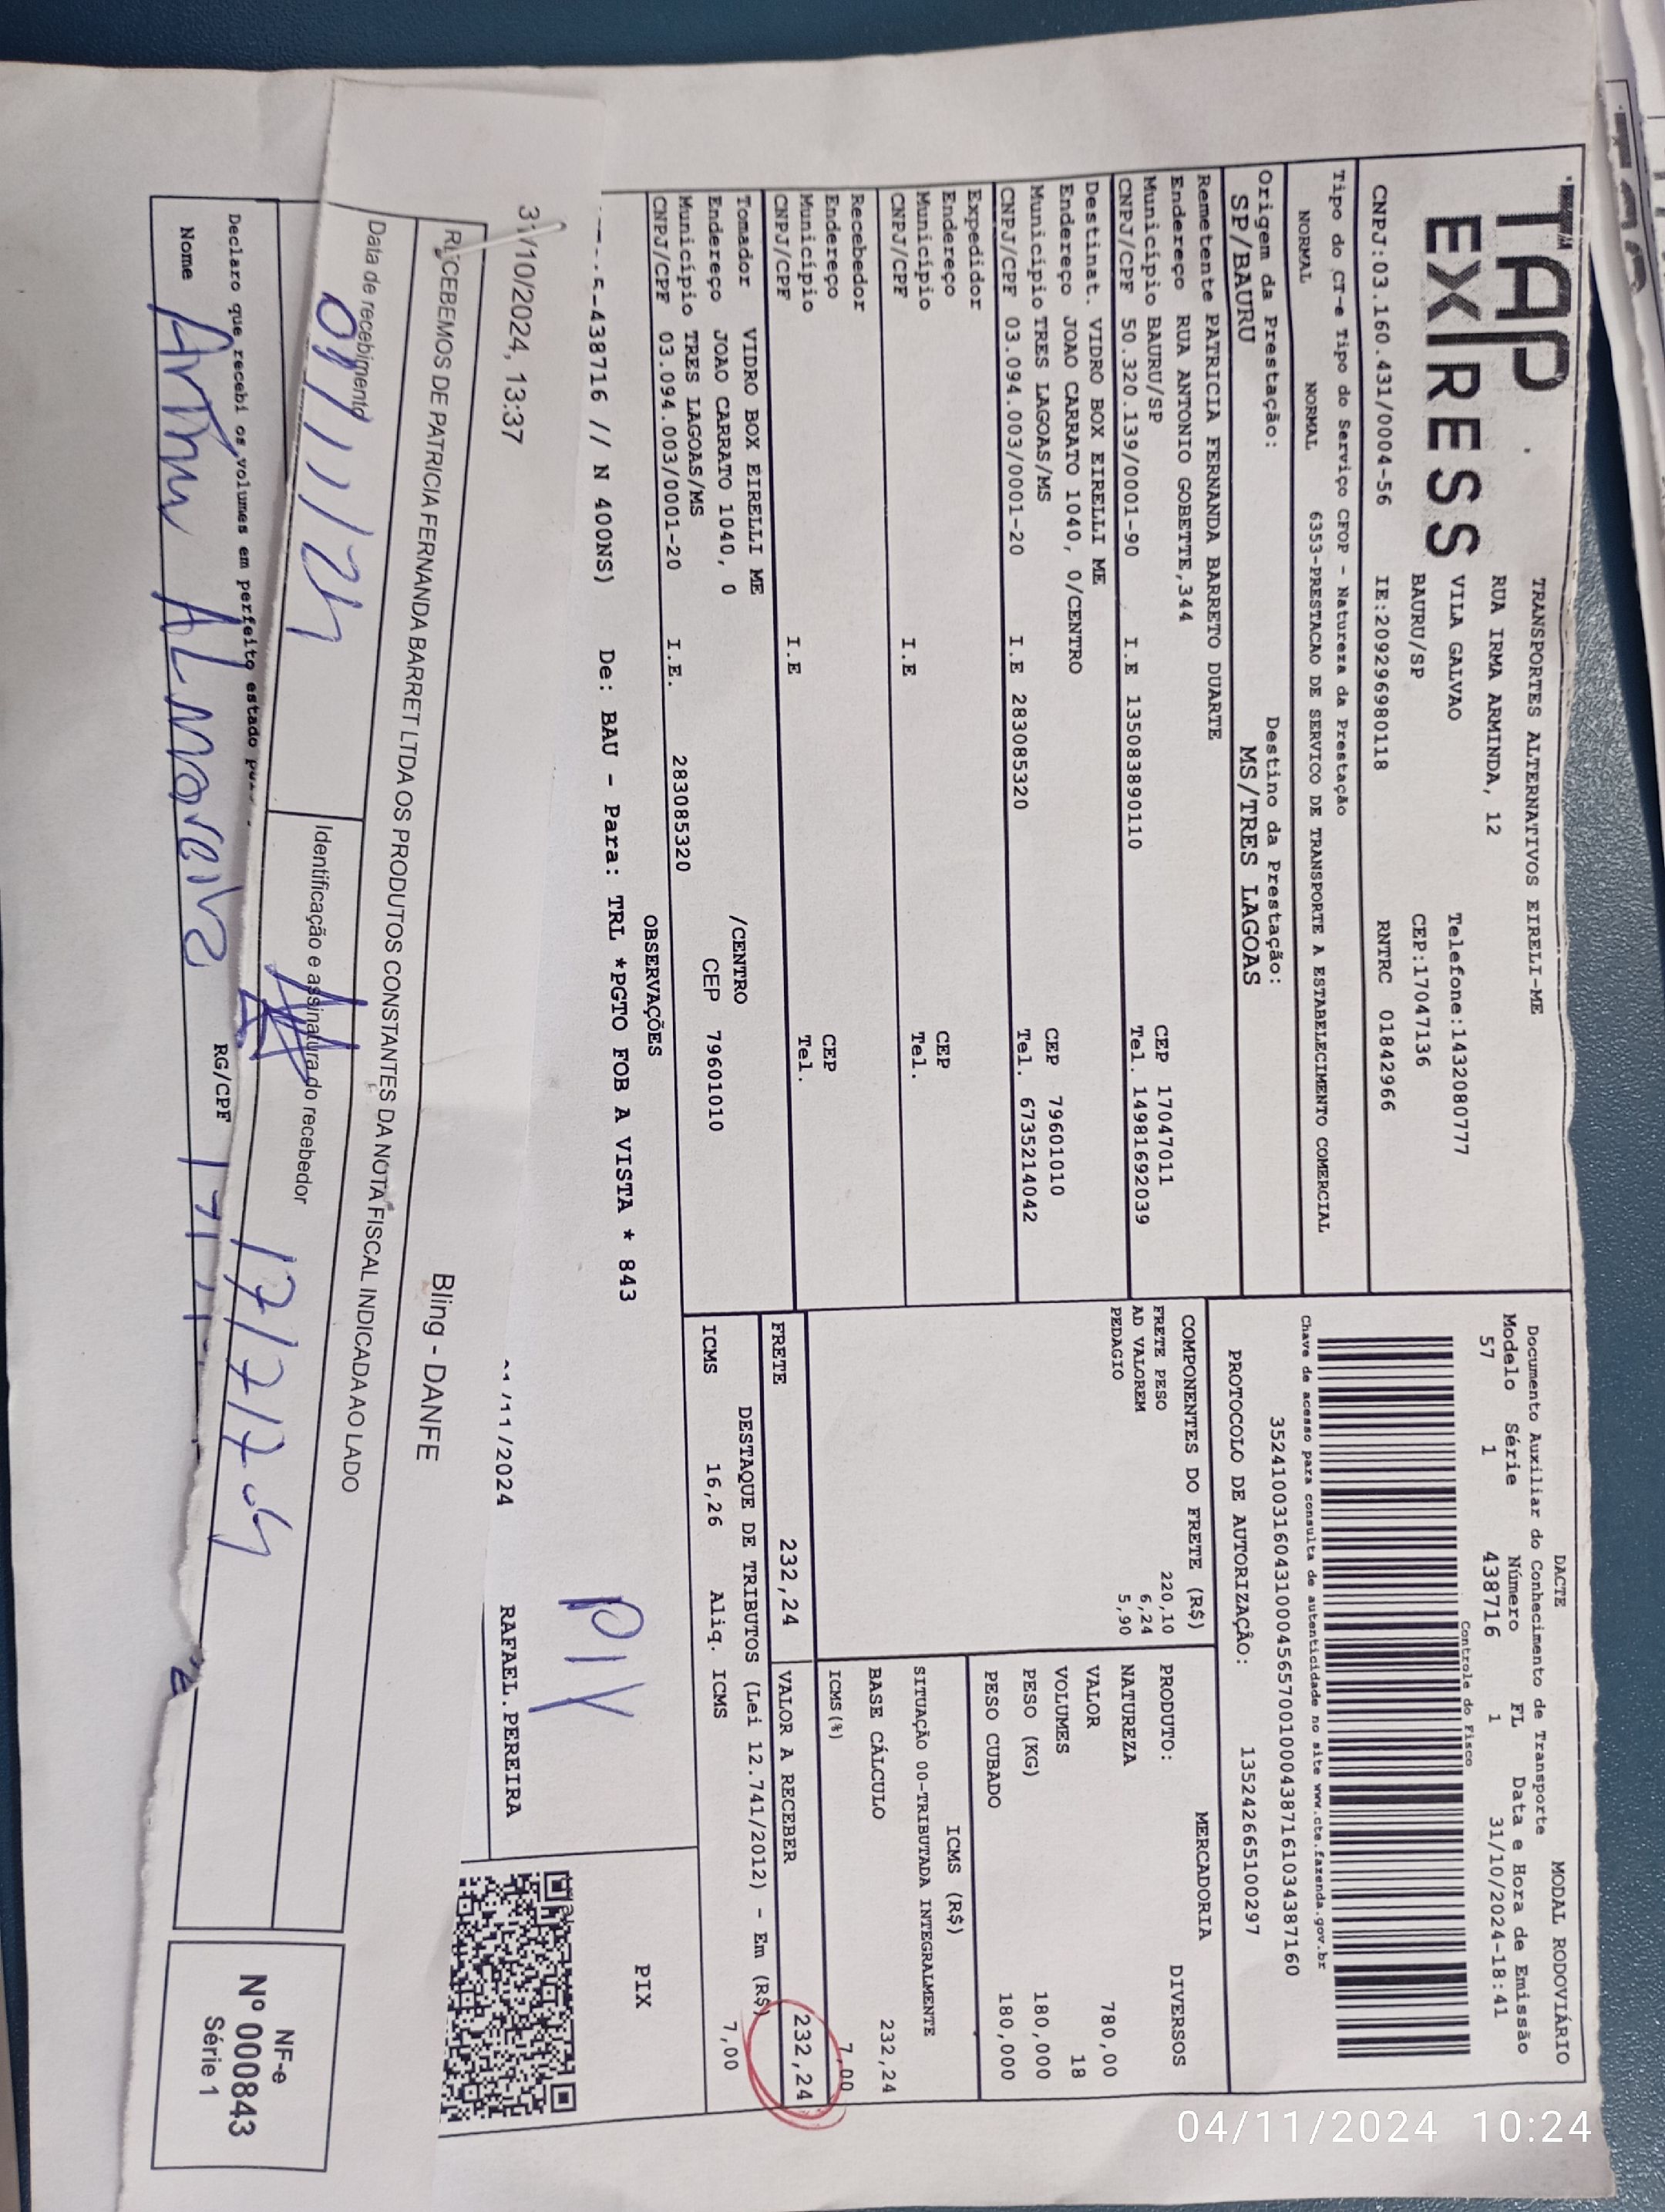 TAP
EXPRESS
TRANSPORTES ALTERNATIVOS EIRELI-ME
RUA IRMA ARMINDA, 12
VILA GALVAO Telefone:1432080777
BAURU/SP CEP:17047136
CNPJ:03.160.431/0004-56 IE:209296980118 RNTRC 01842966
DACTE MODAL RODOVIÁRIO
Documento Auxiliar do Conhecimento de Transporte
Modelo Série Número FL Data e Hora de Emissão
57 1 438716 1 31/10/2024-18:41
Controle do Fisco
Chave de acesso para consulta de autenticidade no site www.cte.fazenda.gov.br
35241003160431000456570010004387161034387160
PROTOCOLO DE AUTORIZAÇÃO: 135242665100297
Tipo do CT-e Tipo do Serviço CFOP - Natureza da Prestação
NORMAL NORMAL 6353-PRESTACAO DE SERVICO DE TRANSPORTE A ESTABELECIMENTO COMERCIAL
Origem da Prestação: Destino da Prestação:
SP/BAURU MS/TRES LAGOAS
Remetente PATRICIA FERNANDA BARRETO DUARTE
Endereço RUA ANTONIO GOBETTE,344 CEP 17047011
Município BAURU/SP Tel. 14981692039
CNPJ/CPF 50.320.139/0001-90 I.E 135083890110
Destinat. VIDRO BOX EIRELLI ME
Endereço JOAO CARRATO 1040, 0/CENTRO CEP 79601010
Município TRES LAGOAS/MS Tel. 6735214042
CNPJ/CPF 03.094.003/0001-20 I.E 283085320
Expedidor
Endereço CEP
Município Tel.
CNPJ/CPF I.E
Recebedor
Endereço CEP
Município Tel.
CNPJ/CPF I.E
Tomador VIDRO BOX EIRELLI ME
Endereço JOAO CARRATO 1040, 0 /CENTRO
Município TRES LAGOAS/MS CEP 79601010
CNPJ/CPF 03.094.003/0001-20 I.E. 283085320
COMPONENTES DO FRETE (R$)
FRETE PESO 220,10
AD VALOREM 6,24
PEDAGIO 5,90
MERCADORIA
PRODUTO: DIVERSOS
NATUREZA
VALOR 780,00
VOLUMES 18
PESO (KG) 180,000
PESO CUBADO 180,000
ICMS (R$)
SITUAÇÃO 00-TRIBUTADA INTEGRALMENTE
BASE CÁLCULO 232,24
ICMS(%) 7,00
FRETE 232,24 VALOR A RECEBER 232,24
DESTAQUE DE TRIBUTOS (Lei 12.741/2012) - Em (R$)
ICMS 16,26 Aliq. ICMS 7,00
OBSERVAÇÕES
5-438716 // N 400NS) De: BAU - Para: TRL *PGTO FOB A VISTA * 843
PIX
/11/2024 RAFAEL.PEREIRA
31/10/2024, 13:37 Bling - DANFE
RECEBEMOS DE PATRICIA FERNANDA BARRET LTDA OS PRODUTOS CONSTANTES DA NOTA FISCAL INDICADA AO LADO
Data de recebimento Identificação e assinatura do recebedor
01/11/24
NF-e
Nº 000843
Série 1
Declaro que recebi os volumes em perfeito estado
Nome Arthu AL moreira RG/CPF
04/11/2024 10:24